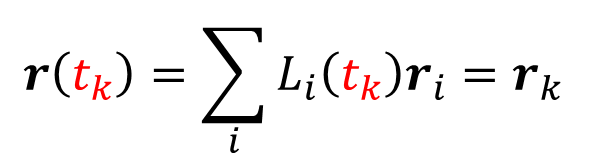 𝒓(t_k) = ∑_i L_i(t_k)𝒓_i = 𝒓_k